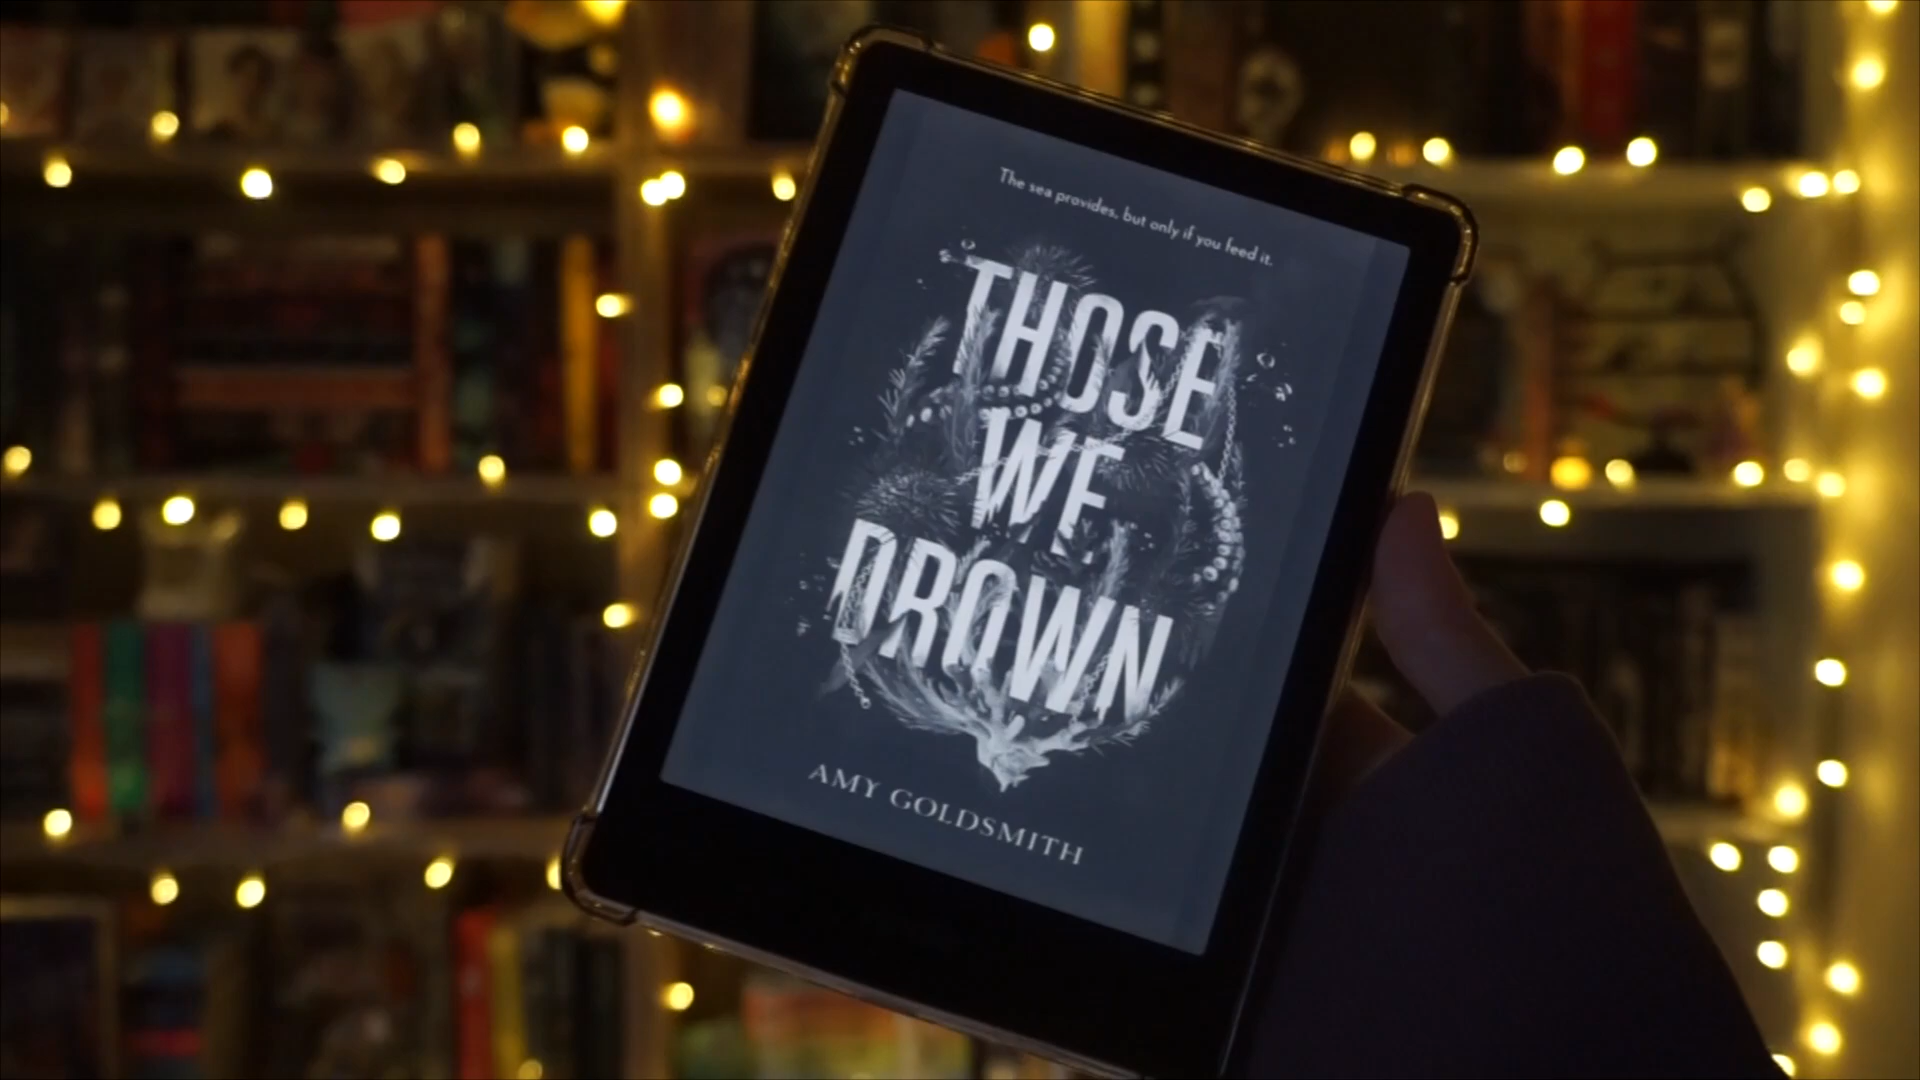 The sea provides, but only if you feed it.
THOSE
WE
DROWN
AMY GOLDSMITH